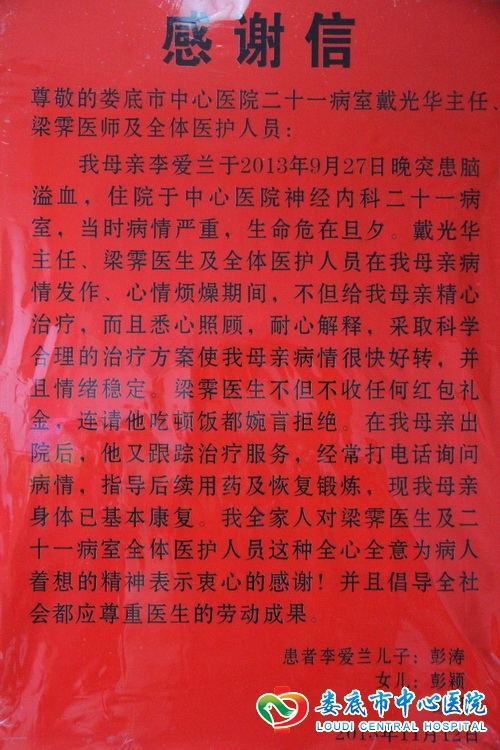 感谢信
尊敬的娄底市中心医院二十一病室戴光华主任、
梁霁医师及全体医护人员：
我母亲李爱兰于2013年9月27日晚突患脑
溢血，住院于中心医院神经内科二十一病
室，当时病情严重，生命危在旦夕。戴光华
主任、梁霁医生及全体医护人员在我母亲病
情发作、心情烦燥期间，不但给我母亲精心
治疗，而且悉心照顾，耐心解释，采取科学
合理的治疗方案使我母亲病情很快好转，并
且情绪稳定。梁霁医生不但不收任何红包礼
金，连请他吃顿饭都婉言拒绝。在我母亲出
院后，他又跟踪治疗服务，经常打电话询问
病情，指导后续用药及恢复锻炼，现我母亲
身体已基本康复。我全家人对梁霁医生及二
十一病室全体医护人员这种全心全意为病人
着想的精神表示衷心的感谢！并且倡导全社
会都应尊重医生的劳动成果。
患者李爱兰儿子：彭涛
女儿：彭颖
娄底市中心医院
LOUDI CENTRAL HOSPITAL
2013年11月12日